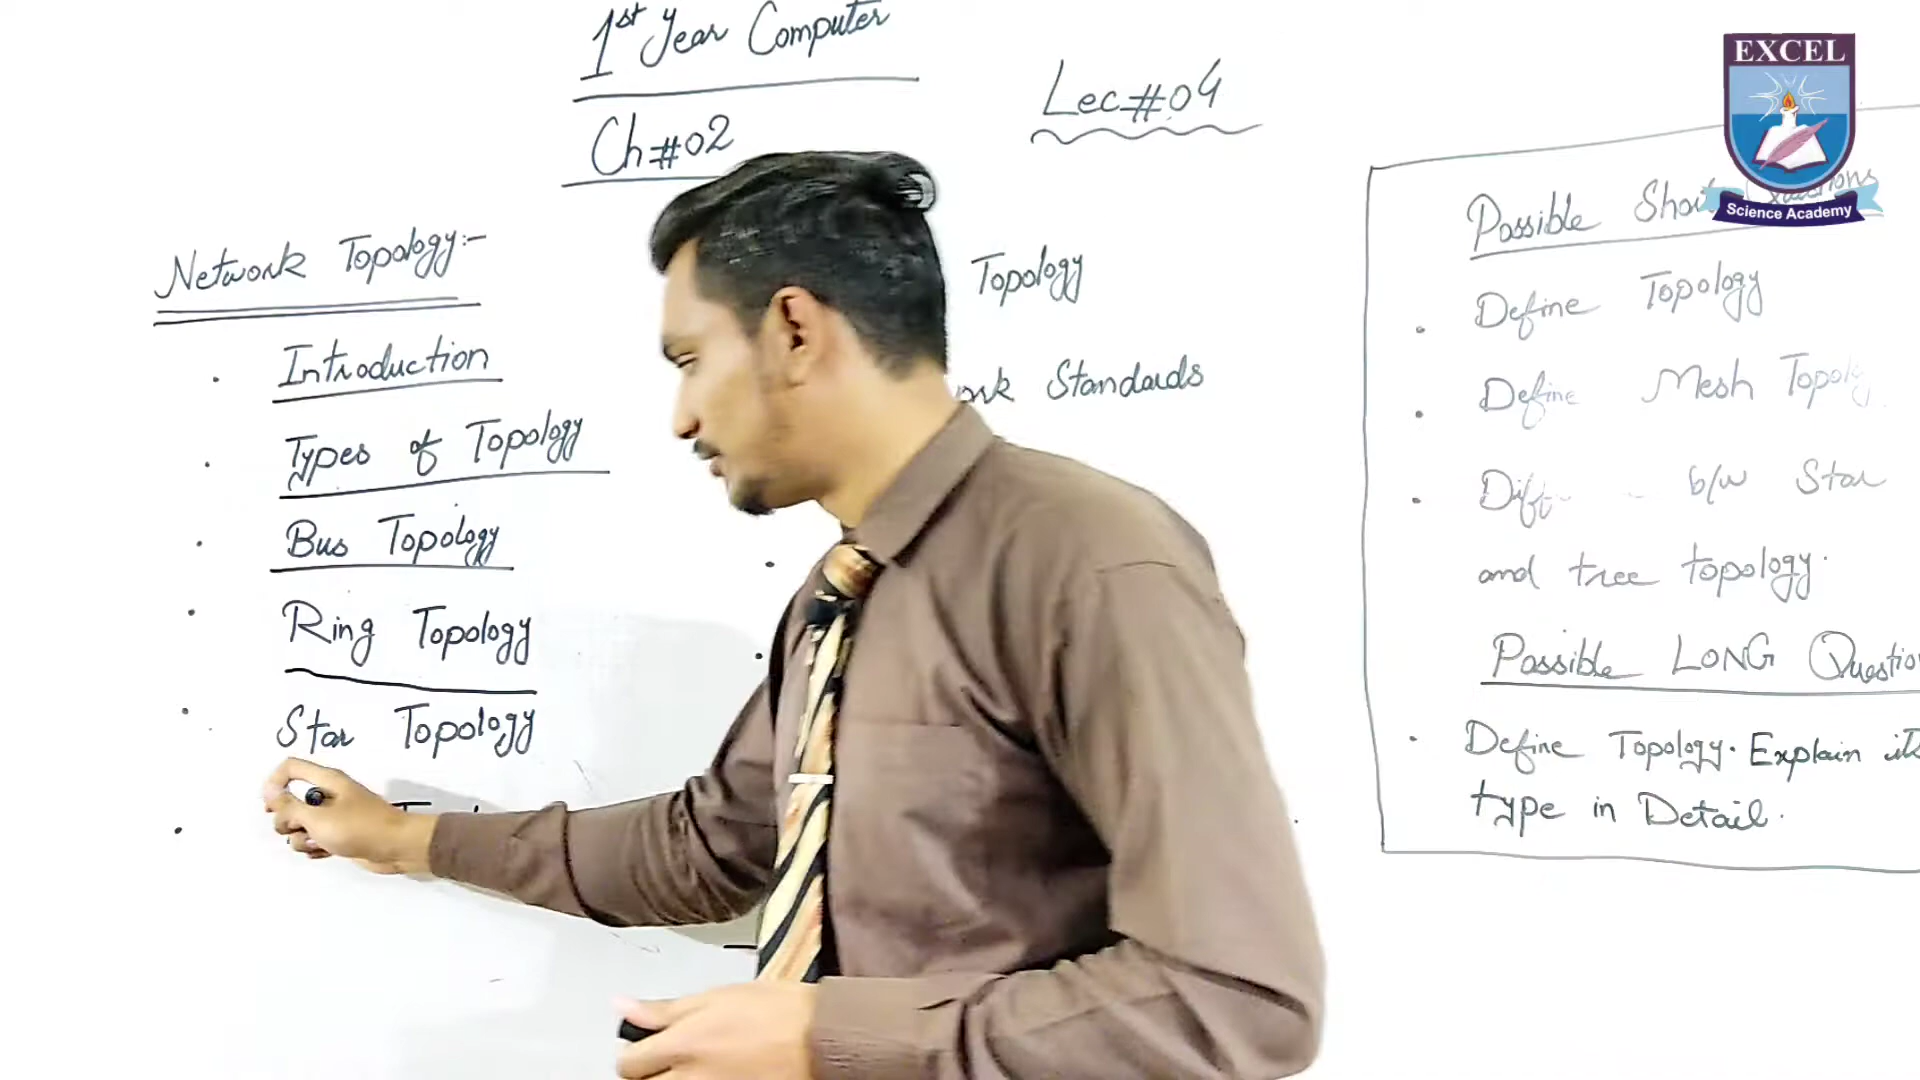 1st Year Computer
Ch#02
Lec#04
Network Topology:-
Introduction
Types of Topology
Bus Topology
Ring Topology
Star Topology
Topology
Standards
Possible
Define Topology
Define Mesh
b/w Star
and tree topology.
Possible LONG
Define Topology. Explain its
type in Detail.
EXCEL
Science Academy